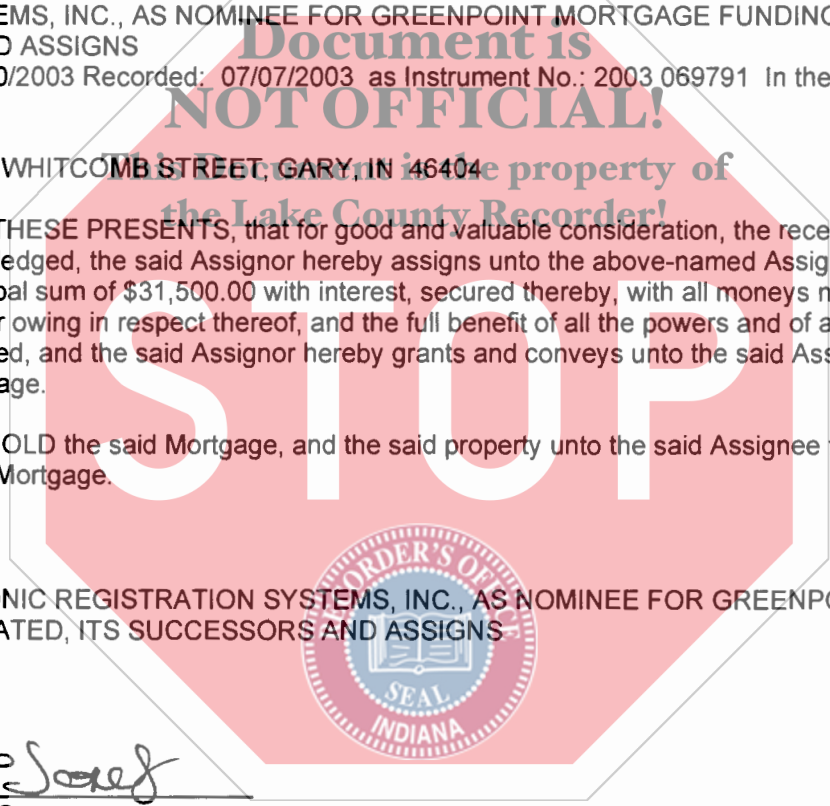 EMS, INC., AS NOMINEE FOR GREENPOINT MORTGAGE FUNDING
D ASSIGNS
Document is
0/2003 Recorded: 07/07/2003 as Instrument No.: 2003 069791 In the
NOT OFFICIAL!
WHITCOMB STREET, GARY, IN 46404
This Document is the property of
the Lake County Recorder!
THESE PRESENTS, that for good and valuable consideration, the rece
edged, the said Assignor hereby assigns unto the above-named Assig
pal sum of $31,500.00 with interest, secured thereby, with all moneys n
r owing in respect thereof, and the full benefit of all the powers and of a
ed, and the said Assignor hereby grants and conveys unto the said Ass
age.
STOP
OLD the said Mortgage, and the said property unto the said Assignee
Mortgage.
NIC REGISTRATION SYSTEMS, INC., AS NOMINEE FOR GREENPO
ATED, ITS SUCCESSORS AND ASSIGNS
RECORDER'S OFFICE
SEAL
INDIANA